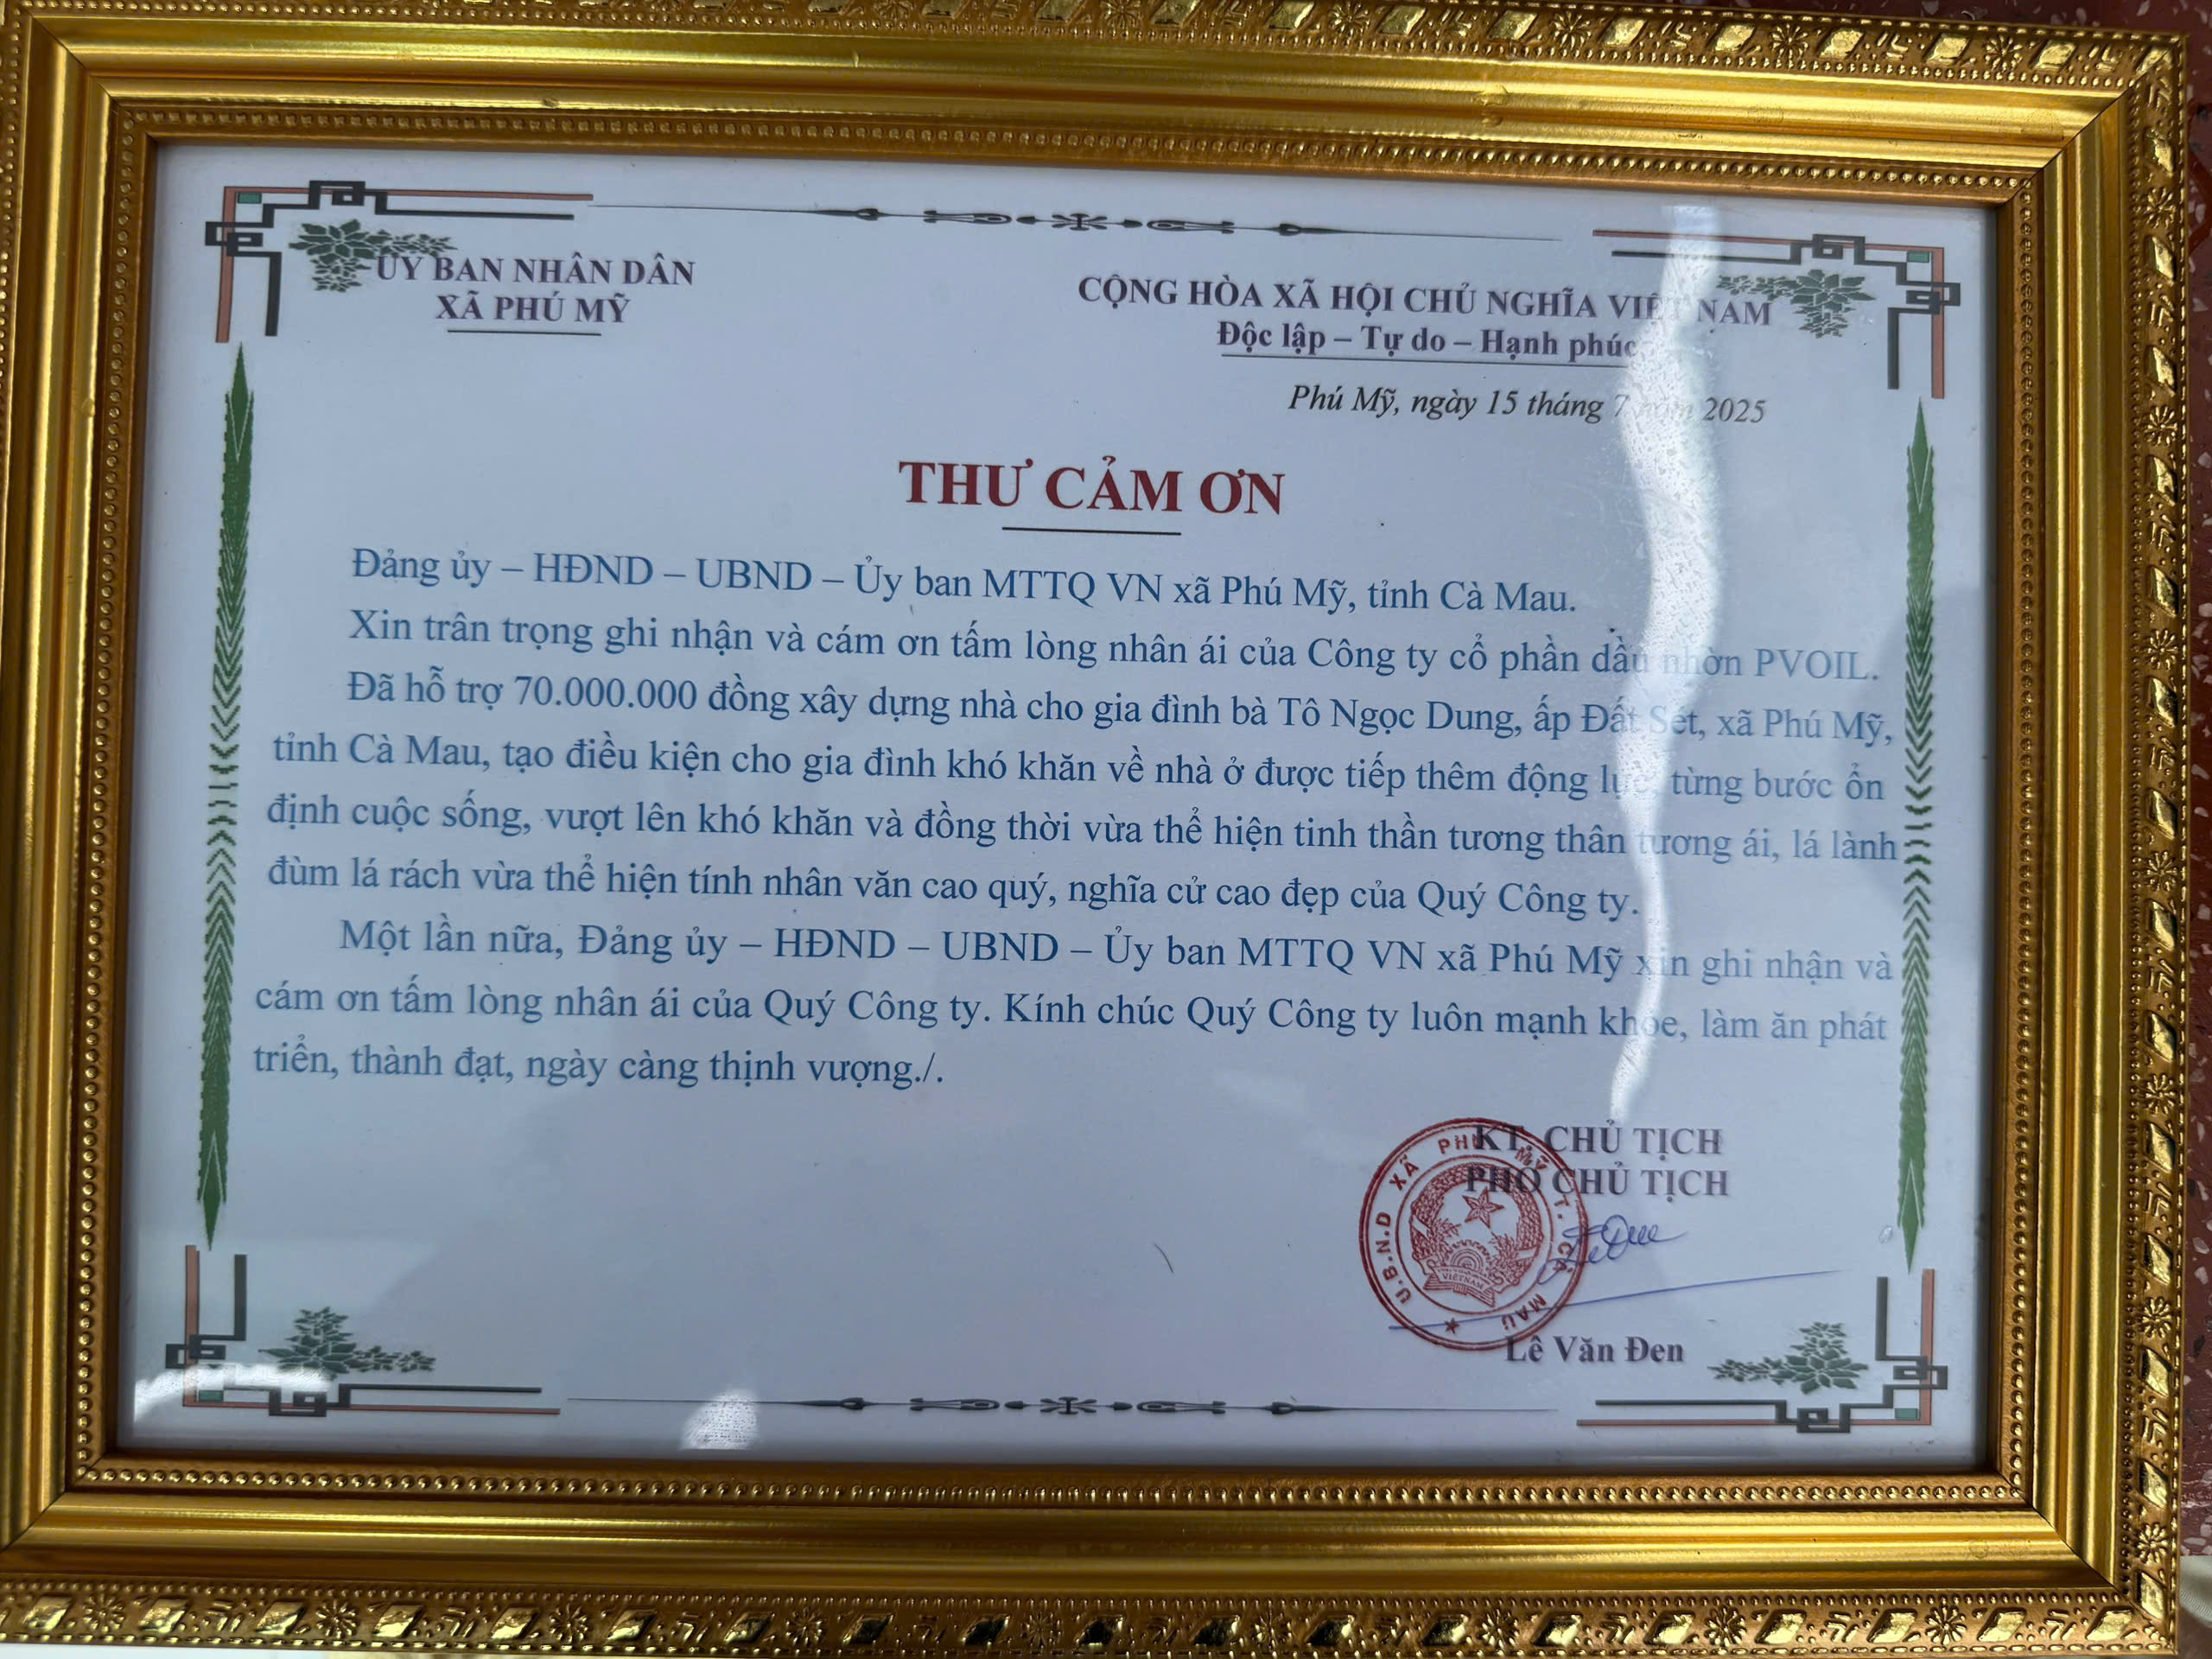 ỦY BAN NHÂN DÂN
XÃ PHÚ MỸ
CỘNG HÒA XÃ HỘI CHỦ NGHĨA VIỆT NAM
Độc lập – Tự do – Hạnh phúc
Phú Mỹ, ngày 15 tháng 7 năm 2025
THƯ CẢM ƠN
Đảng ủy – HĐND – UBND – Ủy ban MTTQ VN xã Phú Mỹ, tỉnh Cà Mau.
Xin trân trọng ghi nhận và cám ơn tấm lòng nhân ái của Công ty cổ phần dầu nhờn PVOIL.
Đã hỗ trợ 70.000.000 đồng xây dựng nhà cho gia đình bà Tô Ngọc Dung, ấp Đất Sét, xã Phú Mỹ,
tỉnh Cà Mau, tạo điều kiện cho gia đình khó khăn về nhà ở được tiếp thêm động lực, từng bước ổn
định cuộc sống, vượt lên khó khăn và đồng thời vừa thể hiện tinh thần tương thân tương ái, lá lành
đùm lá rách vừa thể hiện tính nhân văn cao quý, nghĩa cử cao đẹp của Quý Công ty.
Một lần nữa, Đảng ủy – HĐND – UBND – Ủy ban MTTQ VN xã Phú Mỹ xin ghi nhận và
cám ơn tấm lòng nhân ái của Quý Công ty. Kính chúc Quý Công ty luôn mạnh khỏe, làm ăn phát
triển, thành đạt, ngày càng thịnh vượng./.
KT. CHỦ TỊCH
PHÓ CHỦ TỊCH
U.B.N.D XÃ PHÚ MỸ T. CÀ MAU
VIỆT NAM
Lê Văn Đen